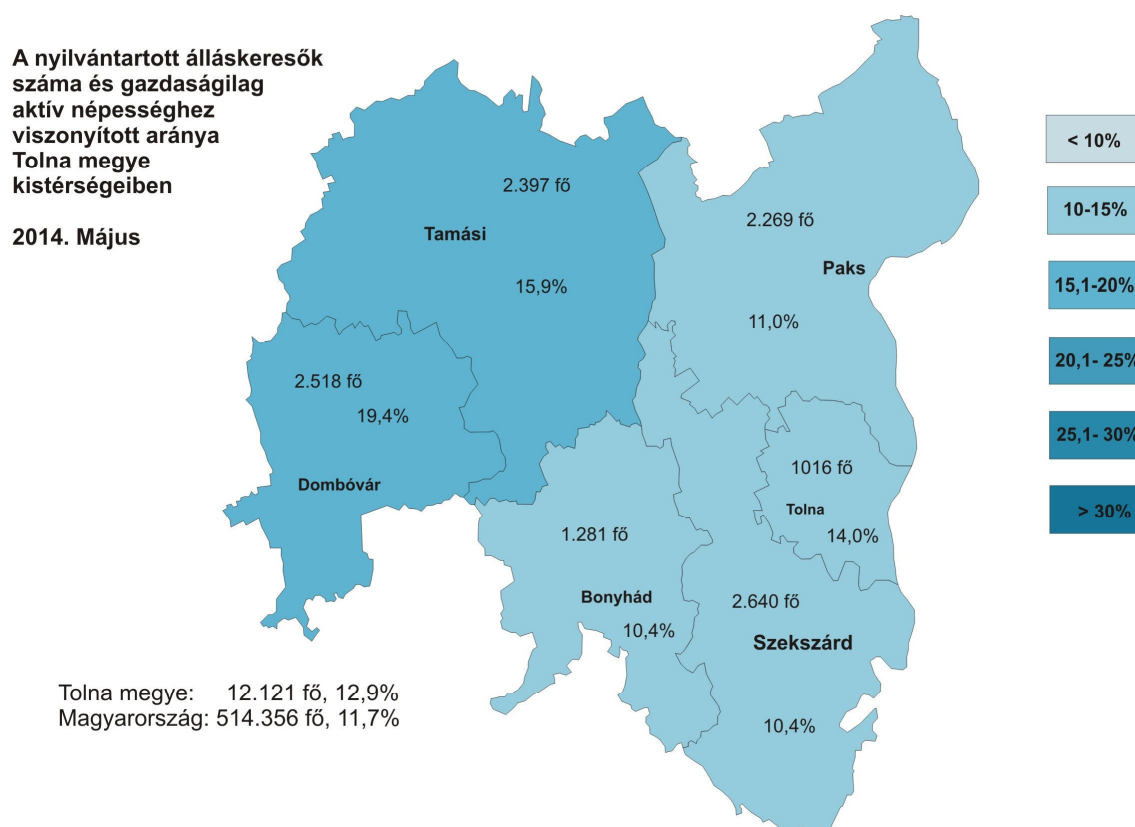 A nyilvántartott álláskeresők
száma és gazdaságilag
aktív népességhez
viszonyított aránya
Tolna megye
kistérségeiben
2014. Május
2.397 fő
Tamási
15,9%
2.269 fő
Paks
11,0%
2.518 fő
19,4%
Dombóvár
1016 fő
Tolna
14,0%
1.281 fő
Bonyhád
10,4%
2.640 fő
Szekszárd
10,4%
Tolna megye: 12.121 fő, 12,9%
Magyarország: 514.356 fő, 11,7%
< 10%
10-15%
15,1-20%
20,1- 25%
25,1- 30%
> 30%